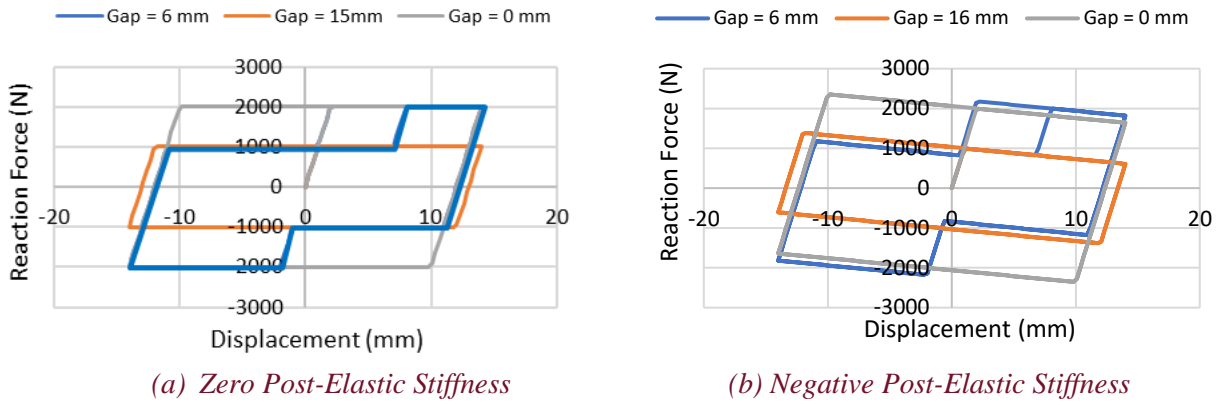 Gap = 6 mm Gap = 15mm Gap = 0 mm
Reaction Force (N)
3000
2000
1000
0
-1000
-2000
-3000
-20 -10 0 10 20
Displacement (mm)
(a) Zero Post-Elastic Stiffness
Gap = 6 mm Gap = 16 mm Gap = 0 mm
Reaction Force (N)
3000
2000
1000
0
-1000
-2000
-3000
-20 -10 0 10 20
Displacement (mm)
(b) Negative Post-Elastic Stiffness